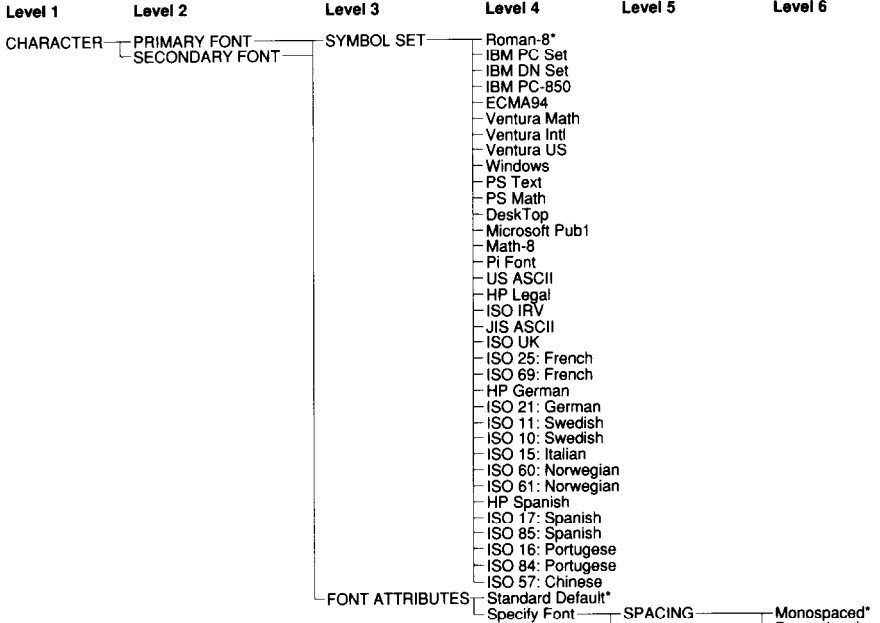 Level 1 Level 2 Level 3 Level 4 Level 5 Level 6
CHARACTER PRIMARY FONT SYMBOL SET Roman-8*
SECONDARY FONT IBM PC Set
IBM DN Set
IBM PC-850
ECMA94
Ventura Math
Ventura Intl
Ventura US
Windows
PS Text
PS Math
DeskTop
Microsoft Pub1
Math-8
Pi Font
US ASCII
HP Legal
ISO IRV
JIS ASCII
ISO UK
ISO 25: French
ISO 69: French
HP German
ISO 21: German
ISO 11: Swedish
ISO 10: Swedish
ISO 15: Italian
ISO 60: Norwegian
ISO 61: Norwegian
HP Spanish
ISO 17: Spanish
ISO 85: Spanish
ISO 16: Portugese
ISO 84: Portugese
ISO 57: Chinese
FONT ATTRIBUTES Standard Default*
Specify Font SPACING Monospaced*